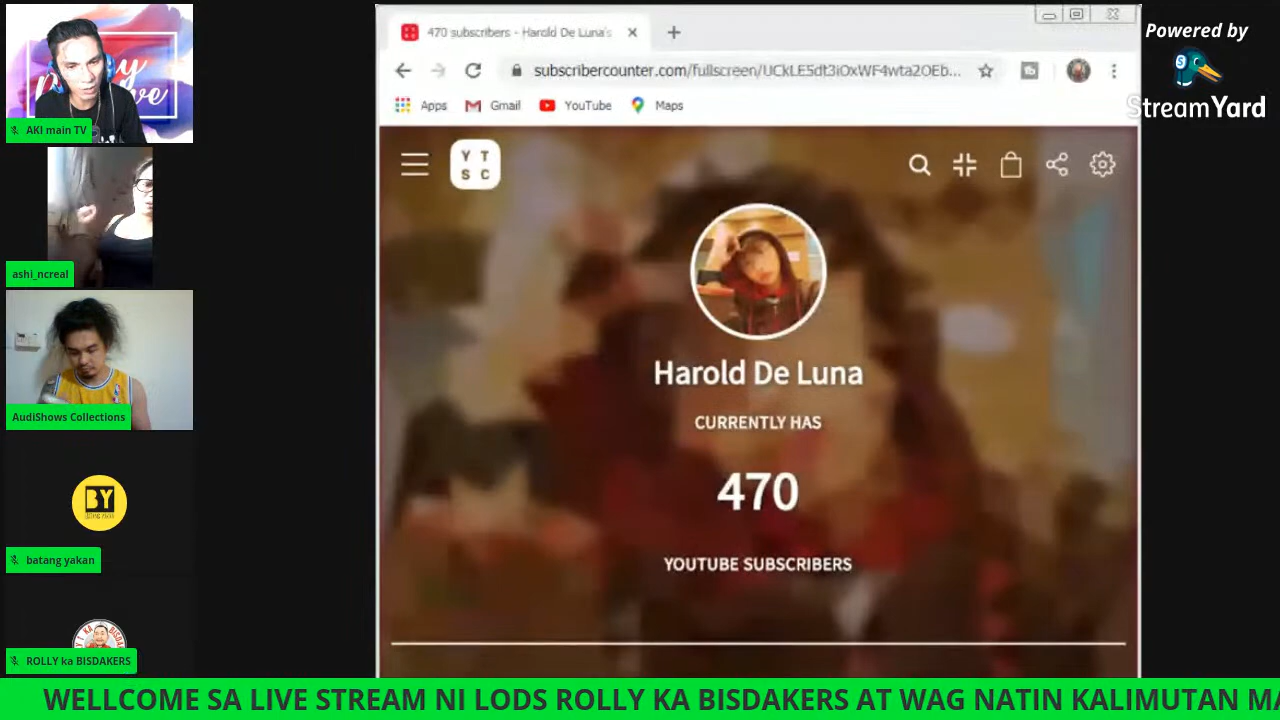 AKI main TV
ashi_ncreal
AudiShows Collections
BY
batang yakan
ROLLY ka BISDAKERS
470 subscribers - Harold De Luna's
subscribercounter.com/fullscreen/UCkLE5dt3iOxWF4wta2OEb...
Apps Gmail YouTube Maps
Y T
S C
Harold De Luna
CURRENTLY HAS
470
YOUTUBE SUBSCRIBERS
Powered by
StreamYard
WELLCOME SA LIVE STREAM NI LODS ROLLY KA BISDAKERS AT WAG NATIN KALIMUTAN MA